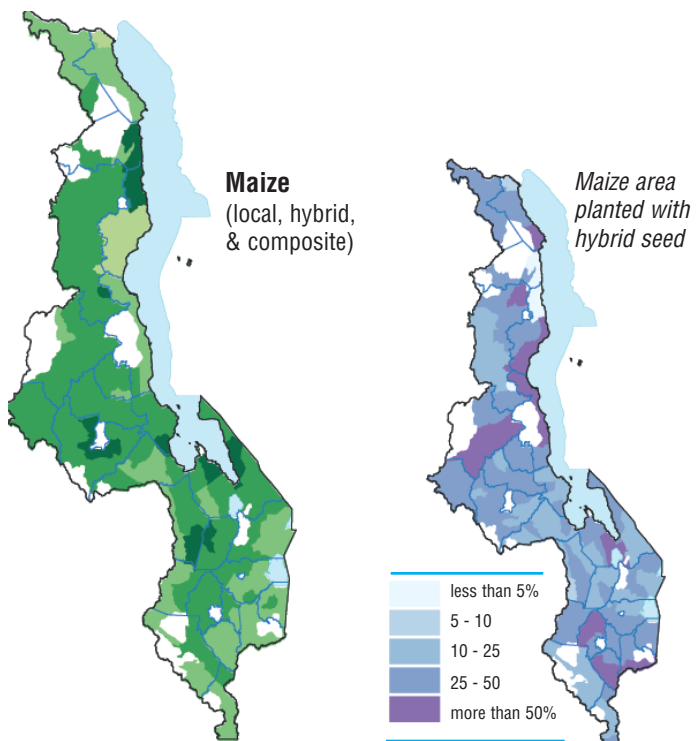 Maize
(local, hybrid,
& composite)
Maize area
planted with
hybrid seed
less than 5%
5 - 10
10 - 25
25 - 50
more than 50%